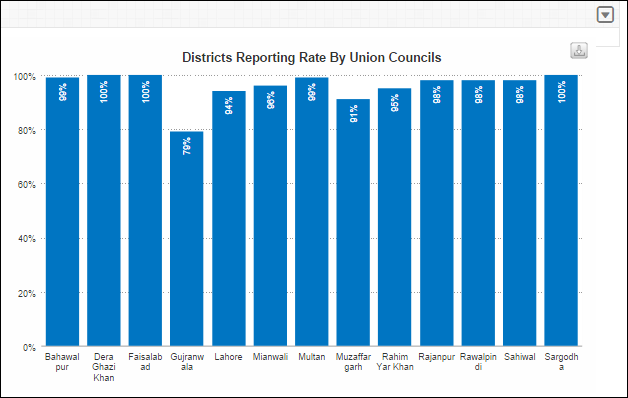 Districts Reporting Rate By Union Councils
100%
80%
60%
40%
20%
0%
99%
100%
100%
79%
94%
96%
99%
91%
95%
98%
98%
98%
100%
Bahawal
pur
Dera
Ghazi
Khan
Faisalab
ad
Gujranw
ala
Lahore
Mianwali
Multan
Muzaffar
garh
Rahim
Yar Khan
Rajanpur
Rawalpin
di
Sahiwal
Sargodh
a